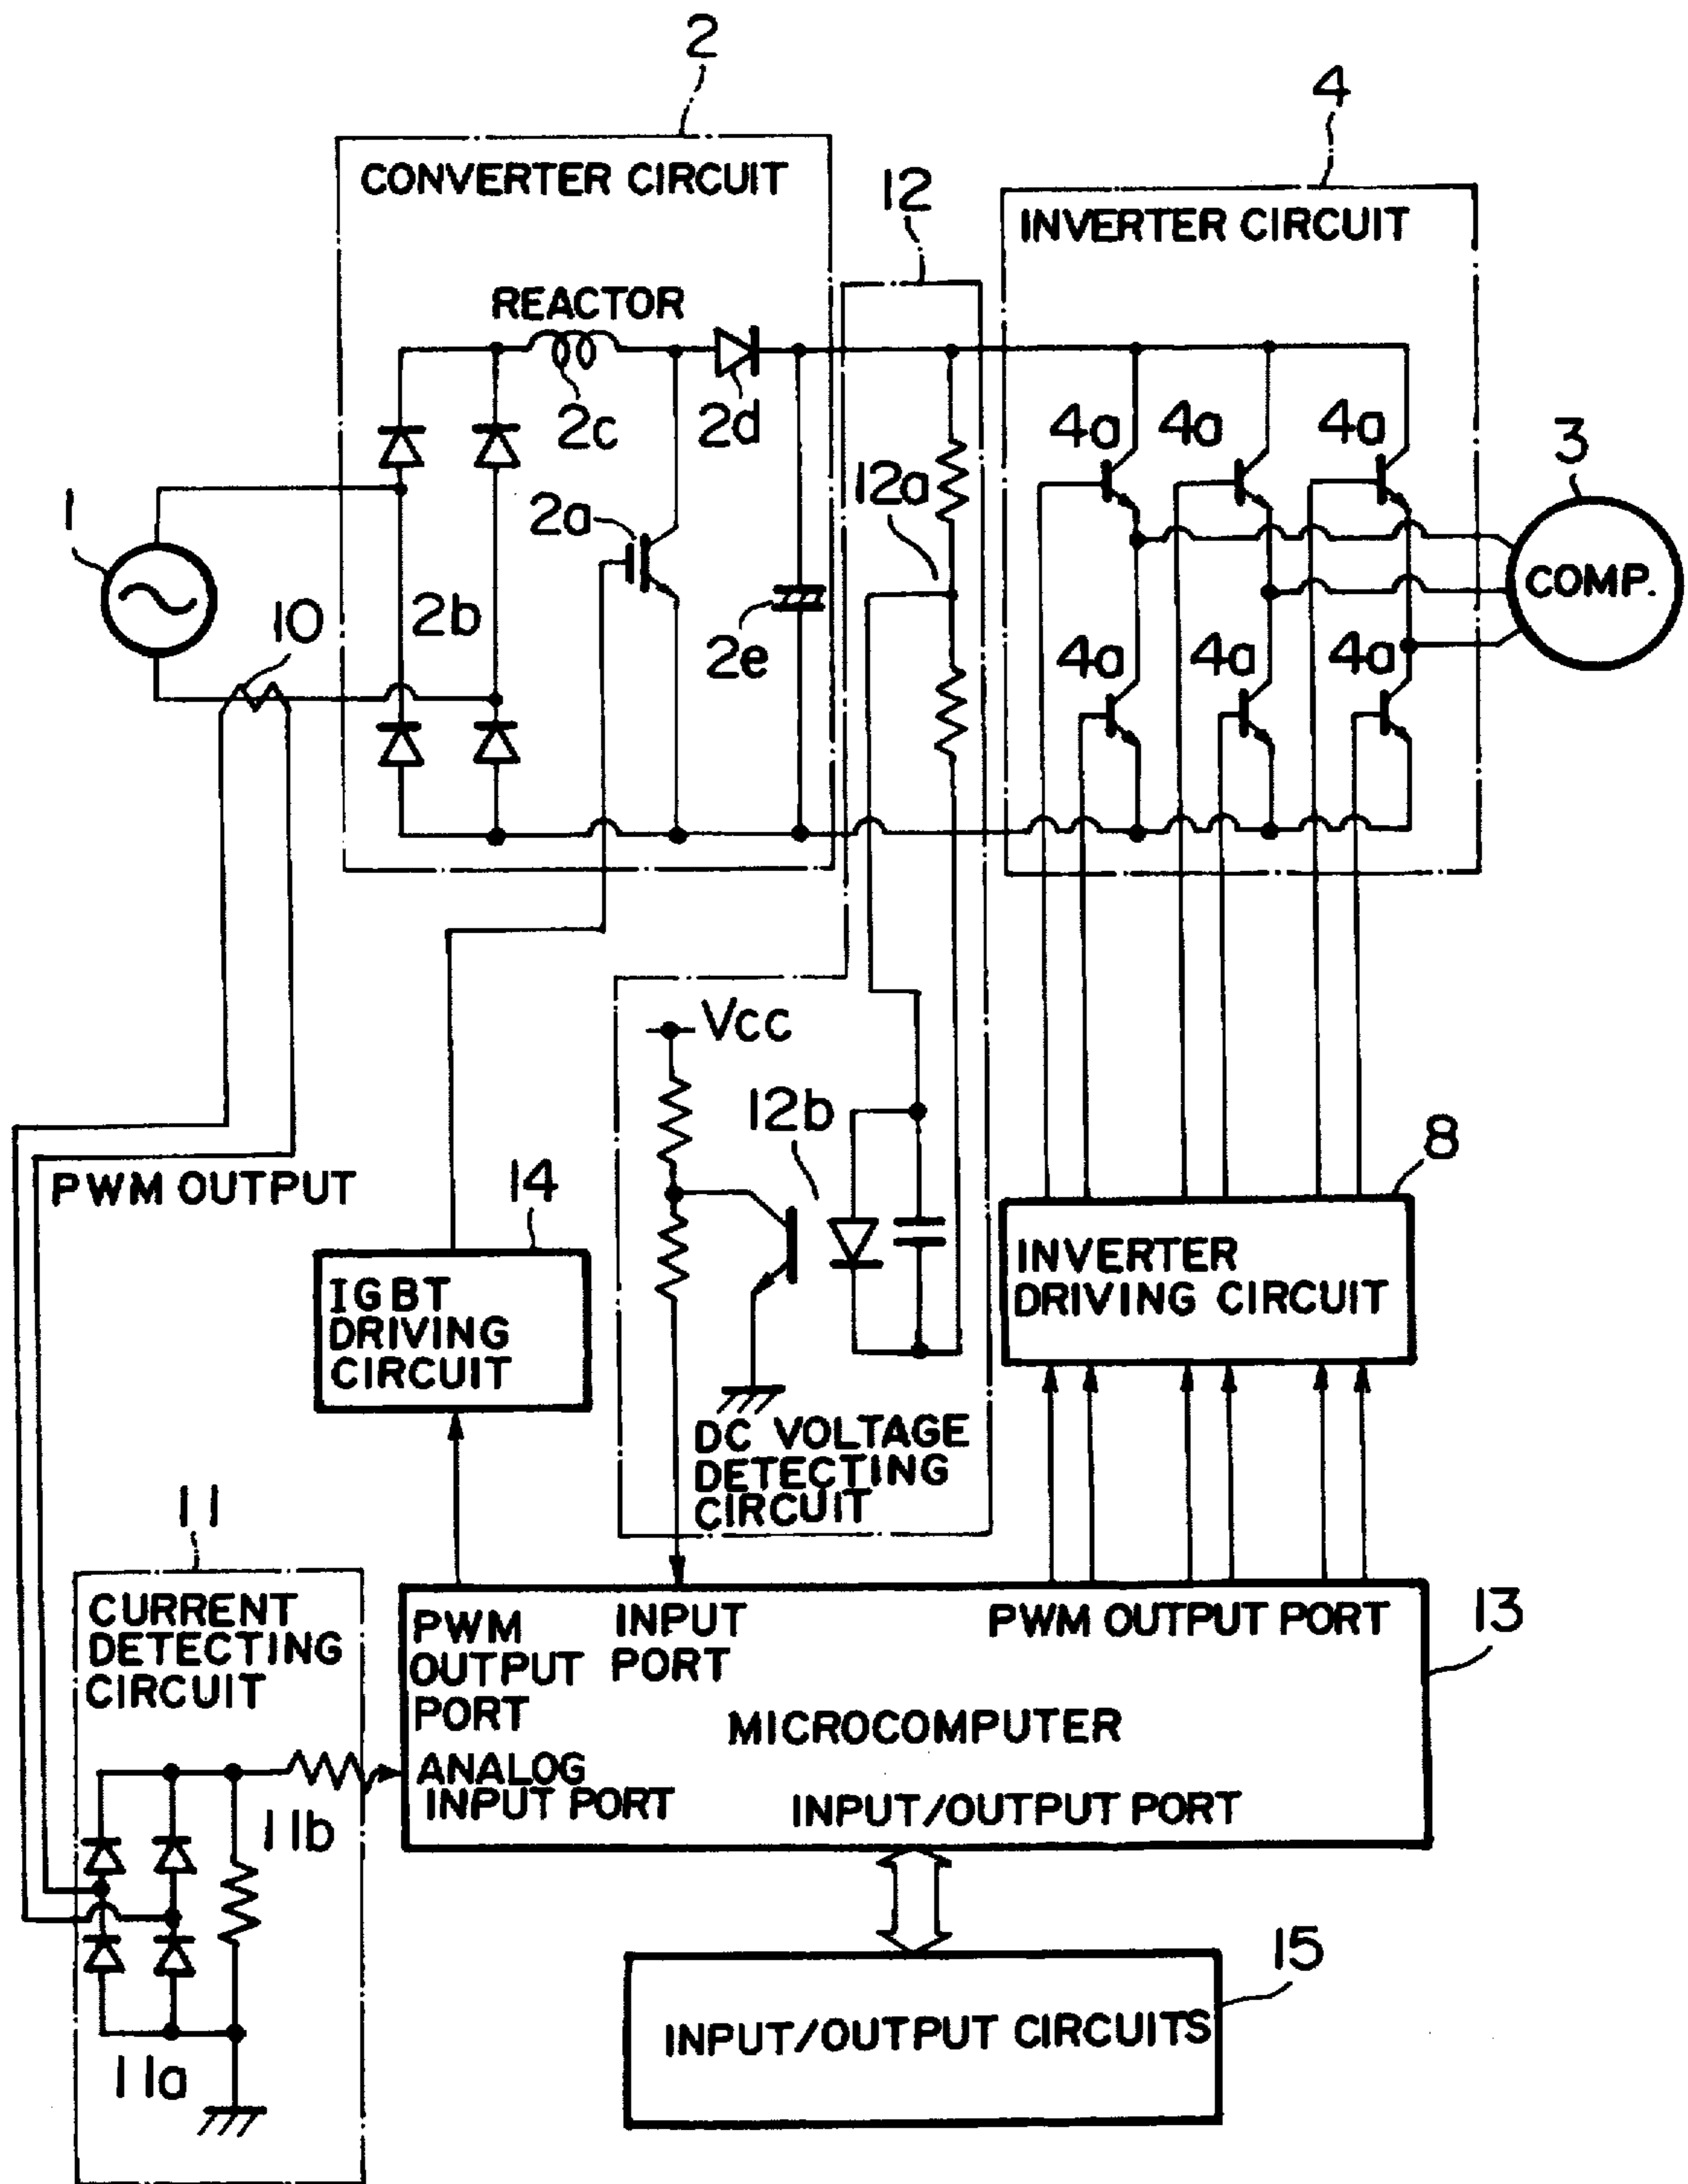 2
4
CONVERTER CIRCUIT
12
INVERTER CIRCUIT
REACTOR
2c
2d
4a
4a
4a
3
1
2a
12a
10
2b
2e
4a
4a
4a
COMP.
Vcc
12b
8
PWM OUTPUT
14
IGBT
DRIVING
CIRCUIT
INVERTER
DRIVING CIRCUIT
DC VOLTAGE
DETECTING
CIRCUIT
11
CURRENT
DETECTING
CIRCUIT
PWM
OUTPUT
PORT
INPUT
PORT
PWM OUTPUT PORT
13
MICROCOMPUTER
ANALOG
INPUT PORT
INPUT/OUTPUT PORT
11b
11a
15
INPUT/OUTPUT CIRCUITS